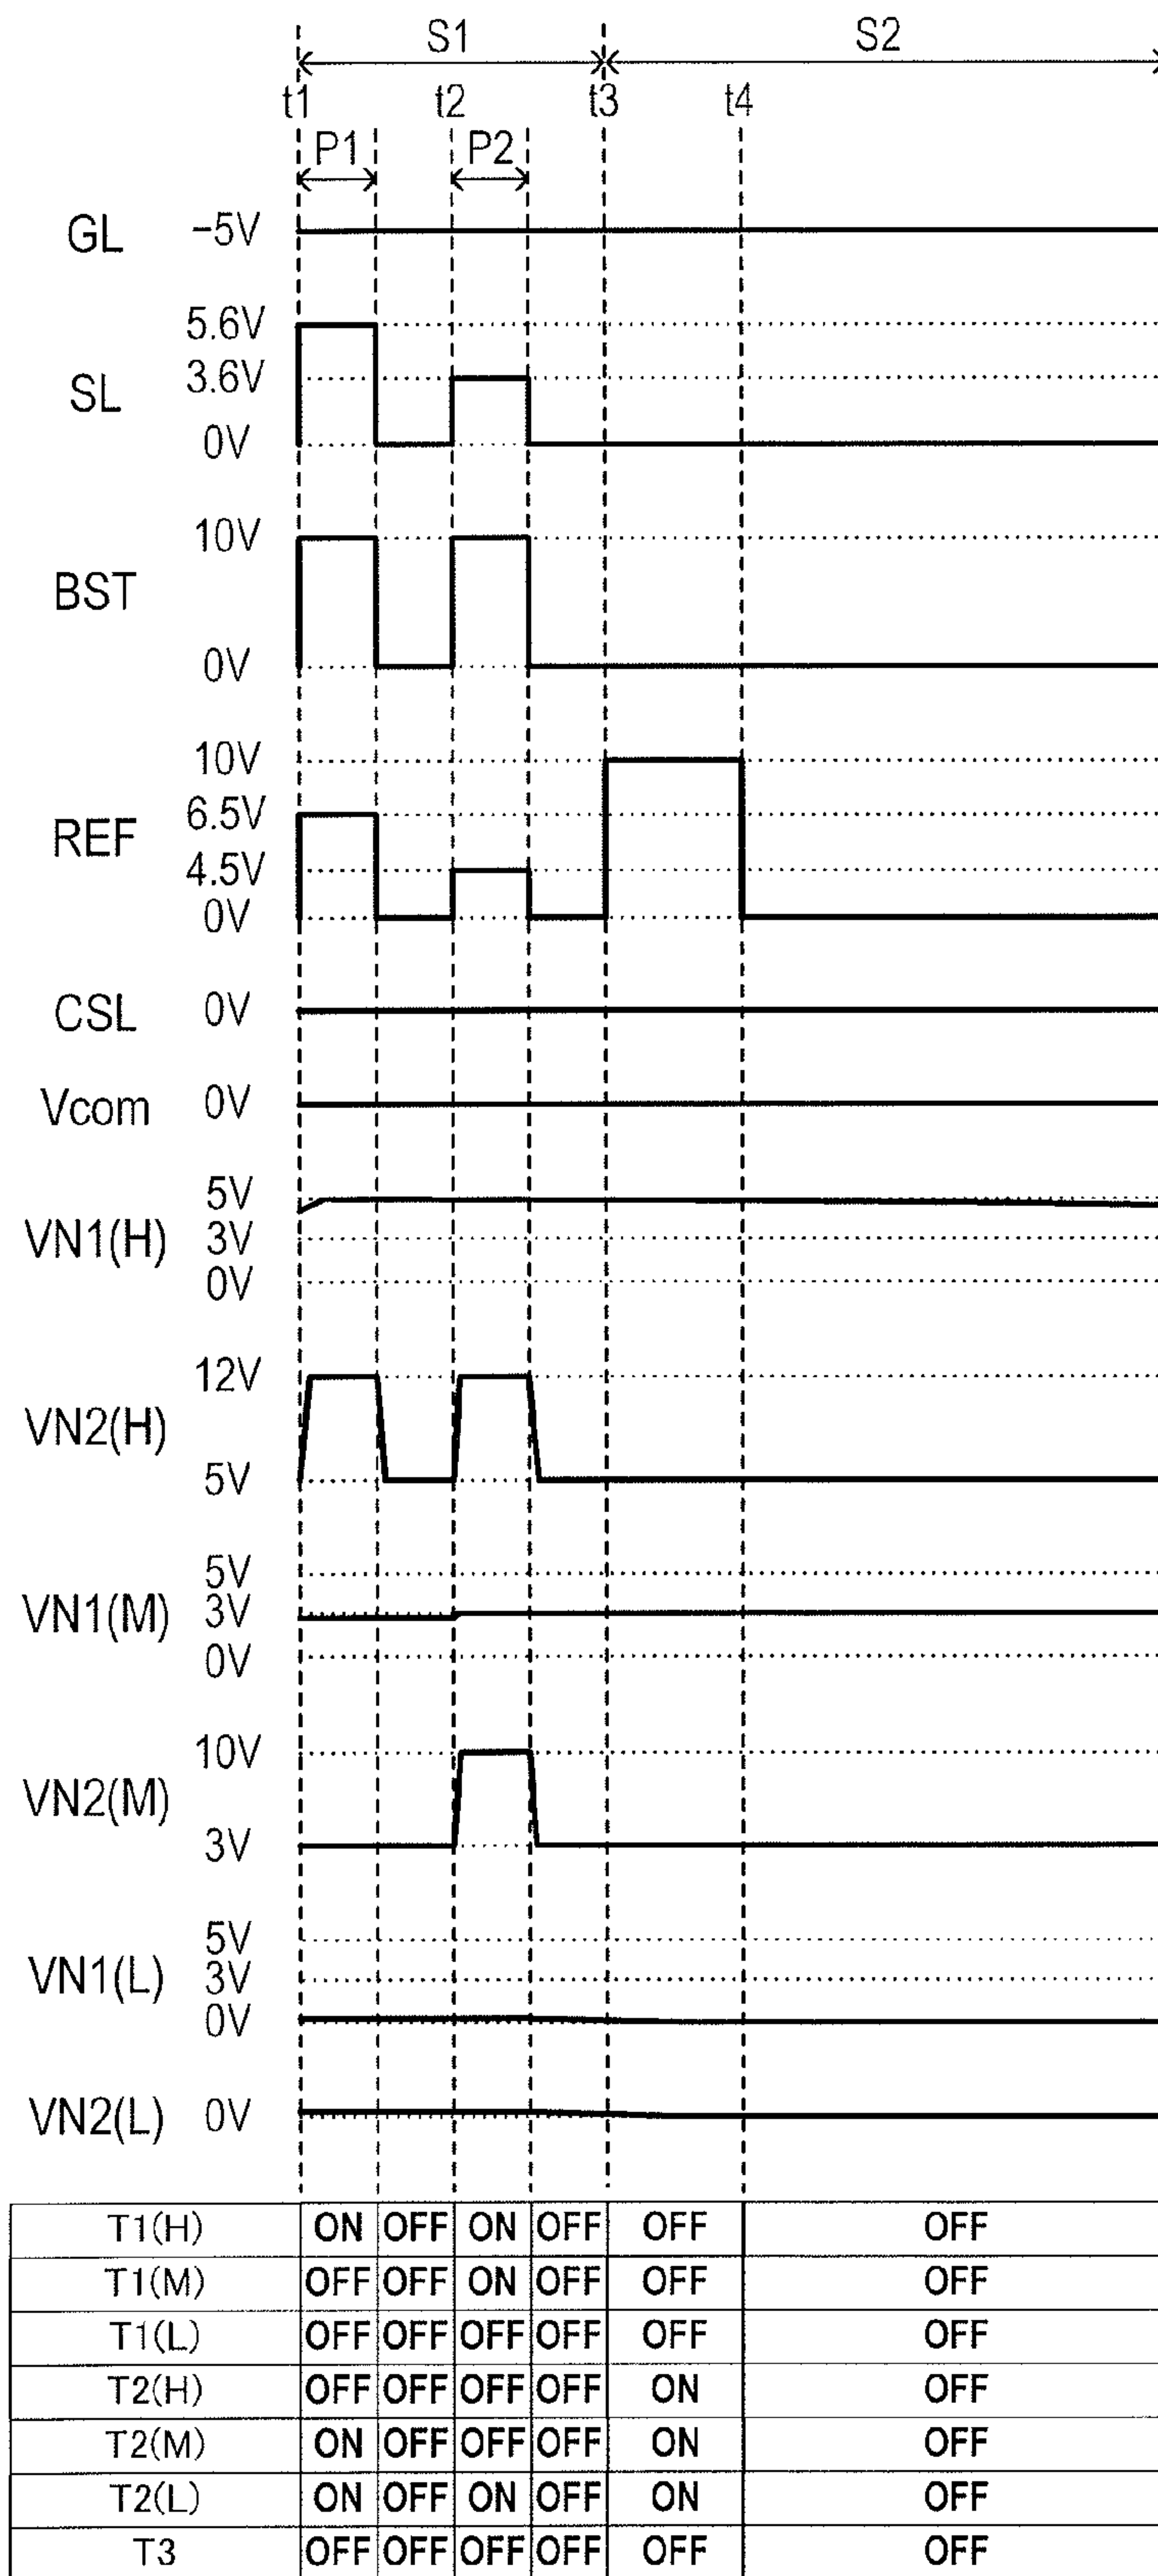 S1 S2
t1 t2 t3 t4
P1 P2
GL -5V
5.6V
SL 3.6V
0V
10V
BST
0V
10V
REF 6.5V
4.5V
0V
CSL 0V
Vcom 0V
5V
VN1(H) 3V
0V
12V
VN2(H)
5V
5V
VN1(M) 3V
0V
10V
VN2(M)
3V
5V
VN1(L) 3V
0V
VN2(L) 0V
T1(H) ON OFF ON OFF OFF OFF
T1(M) OFF OFF ON OFF OFF OFF
T1(L) OFF OFF OFF OFF OFF OFF
T2(H) OFF OFF OFF OFF ON OFF
T2(M) ON OFF OFF OFF ON OFF
T2(L) ON OFF ON OFF ON OFF
T3 OFF OFF OFF OFF OFF OFF